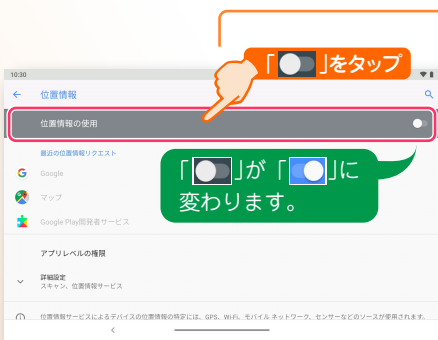 「 」をタップ
10:30
位置情報
位置情報の使用
最近の位置情報リクエスト
Google
マップ
Google Play開発者サービス
「 」が「 」に
変わります。
アプリレベルの権限
詳細設定
スキャン、位置情報サービス
位置情報サービスによるデバイスの位置情報の特定には、GPS、Wi-Fi、モバイル ネットワーク、センサーなどのソースが使用されます。